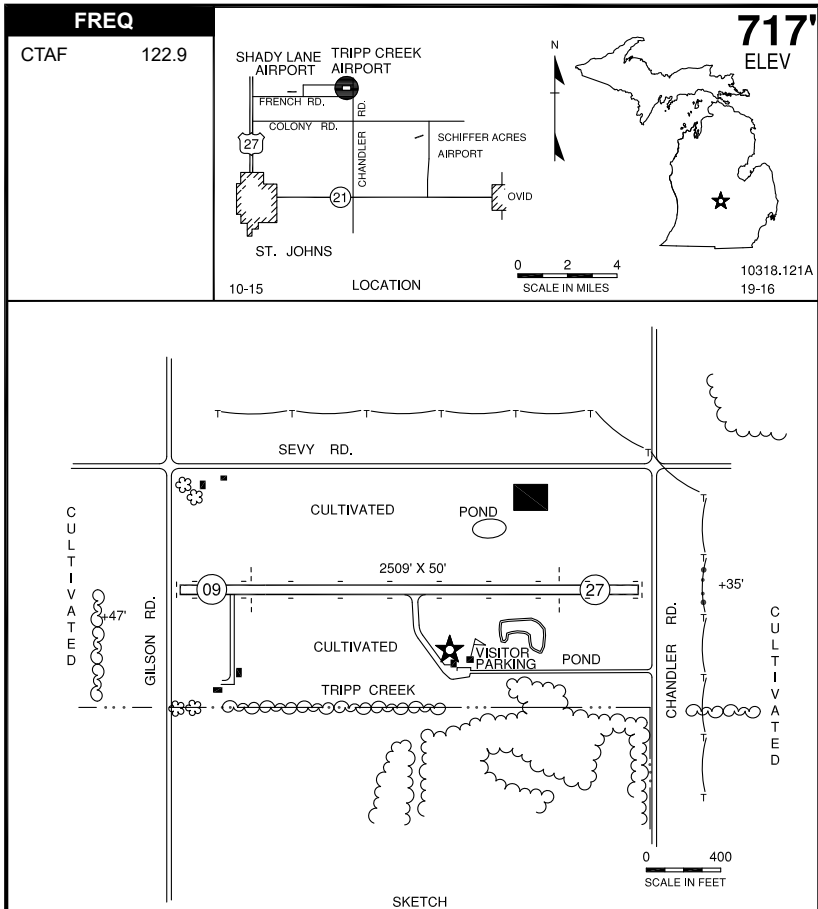 FREQ
CTAF 122.9
SHADY LANE AIRPORT
TRIPP CREEK AIRPORT
FRENCH RD.
COLONY RD.
CHANDLER RD.
27
SCHIFFER ACRES AIRPORT
21
OVID
ST. JOHNS
10-15
LOCATION
N
0 2 4
SCALE IN MILES
717'
ELEV
10318.121A
19-16
T T T T T T T
SEVY RD.
CULTIVATED
POND
T
CULTIVATED
2509' X 50'
T
09
27
+35'
+47'
GILSON RD.
CHANDLER RD.
T
CULTIVATED
CULTIVATED
VISITOR
PARKING
POND
T
TRIPP CREEK
T
T
0 400
SCALE IN FEET
SKETCH